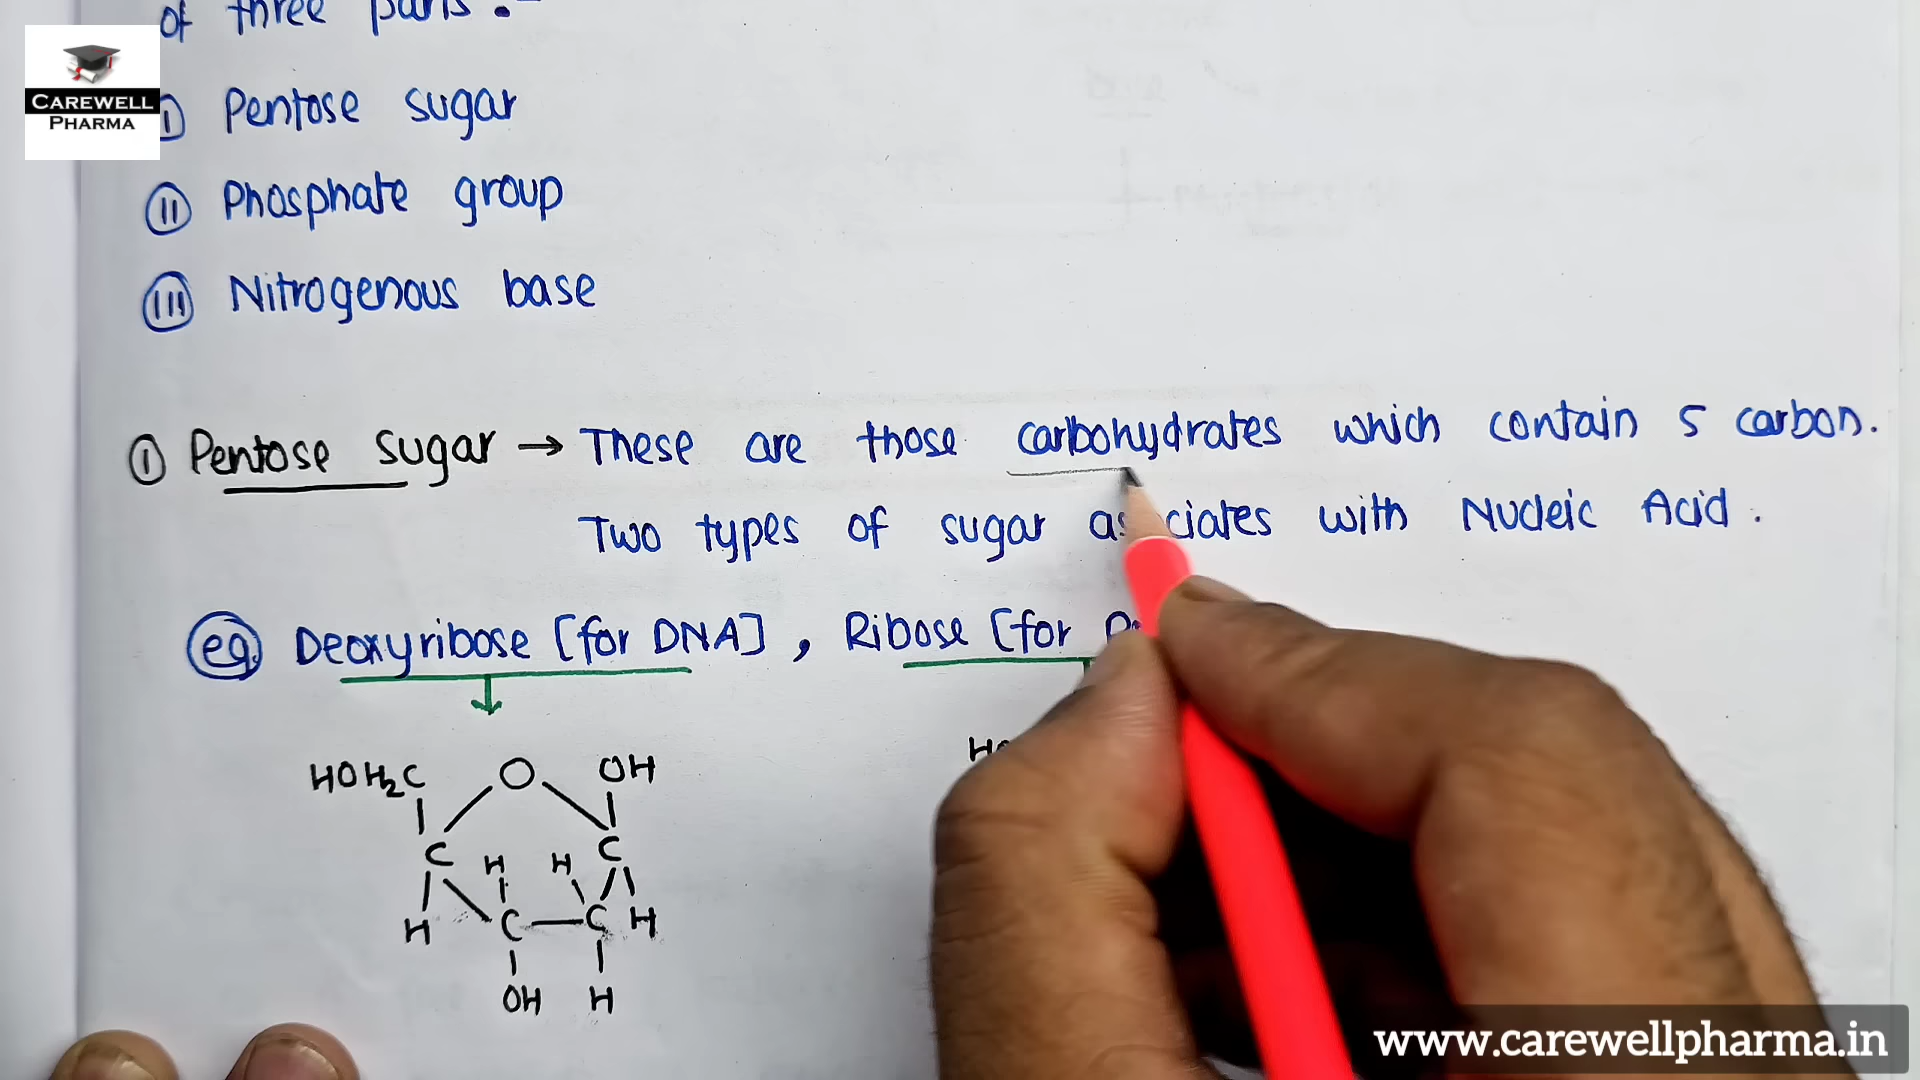 of three parts :-
CAREWELL
PHARMA
I Pentose sugar
II Phosphate group
III Nitrogenous base
I Pentose sugar → These are those carbohydrates which contain 5 carbon.
Two types of sugar with Nucleic Acid .
eg. Deoxyribose [for DNA] , Ribose [for
HOH₂C O OH
C H H C
H C C H
OH H
www.carewellpharma.in